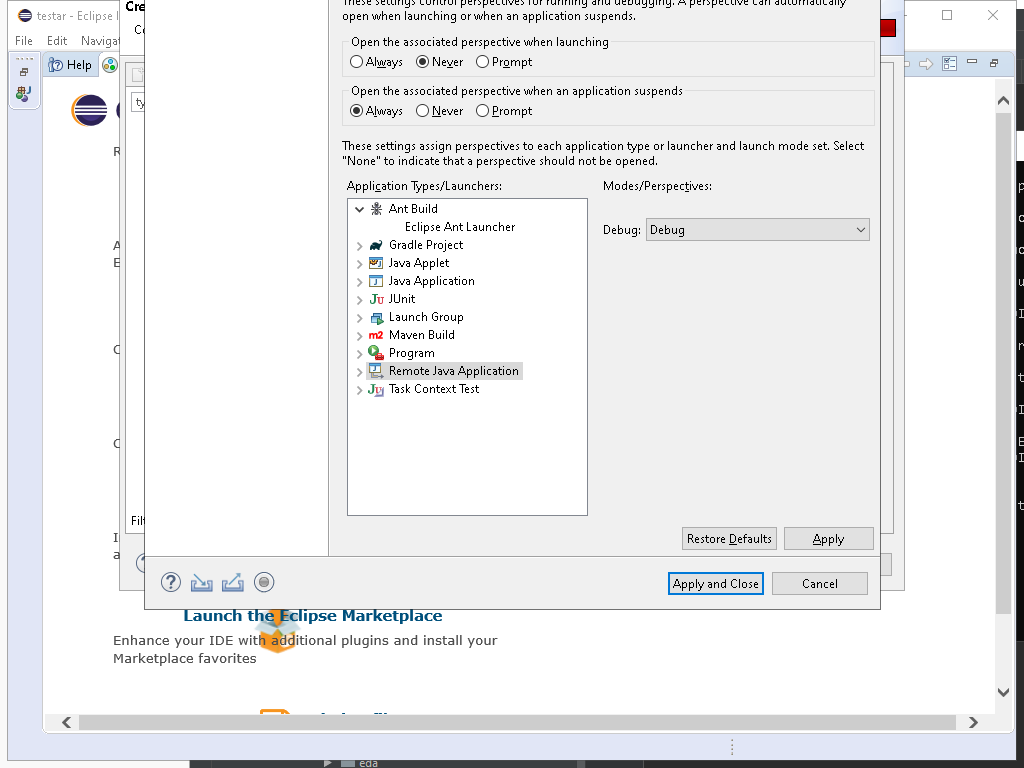 testar - Eclipse I
Cre
File Edit Navigat
Help
These settings control perspectives for running and debugging. A perspective can automatically
open when launching or when an application suspends.
Open the associated perspective when launching
Always Never Prompt
Open the associated perspective when an application suspends
Always Never Prompt
These settings assign perspectives to each application type or launcher and launch mode set. Select
"None" to indicate that a perspective should not be opened.
Application Types/Launchers:
Modes/Perspectives:
Ant Build
Eclipse Ant Launcher
Gradle Project
Java Applet
Java Application
JUnit
Launch Group
Maven Build
Program
Remote Java Application
Task Context Test
Debug: Debug
Restore Defaults Apply
Apply and Close Cancel
Launch the Eclipse Marketplace
Enhance your IDE with additional plugins and install your
Marketplace favorites
eda